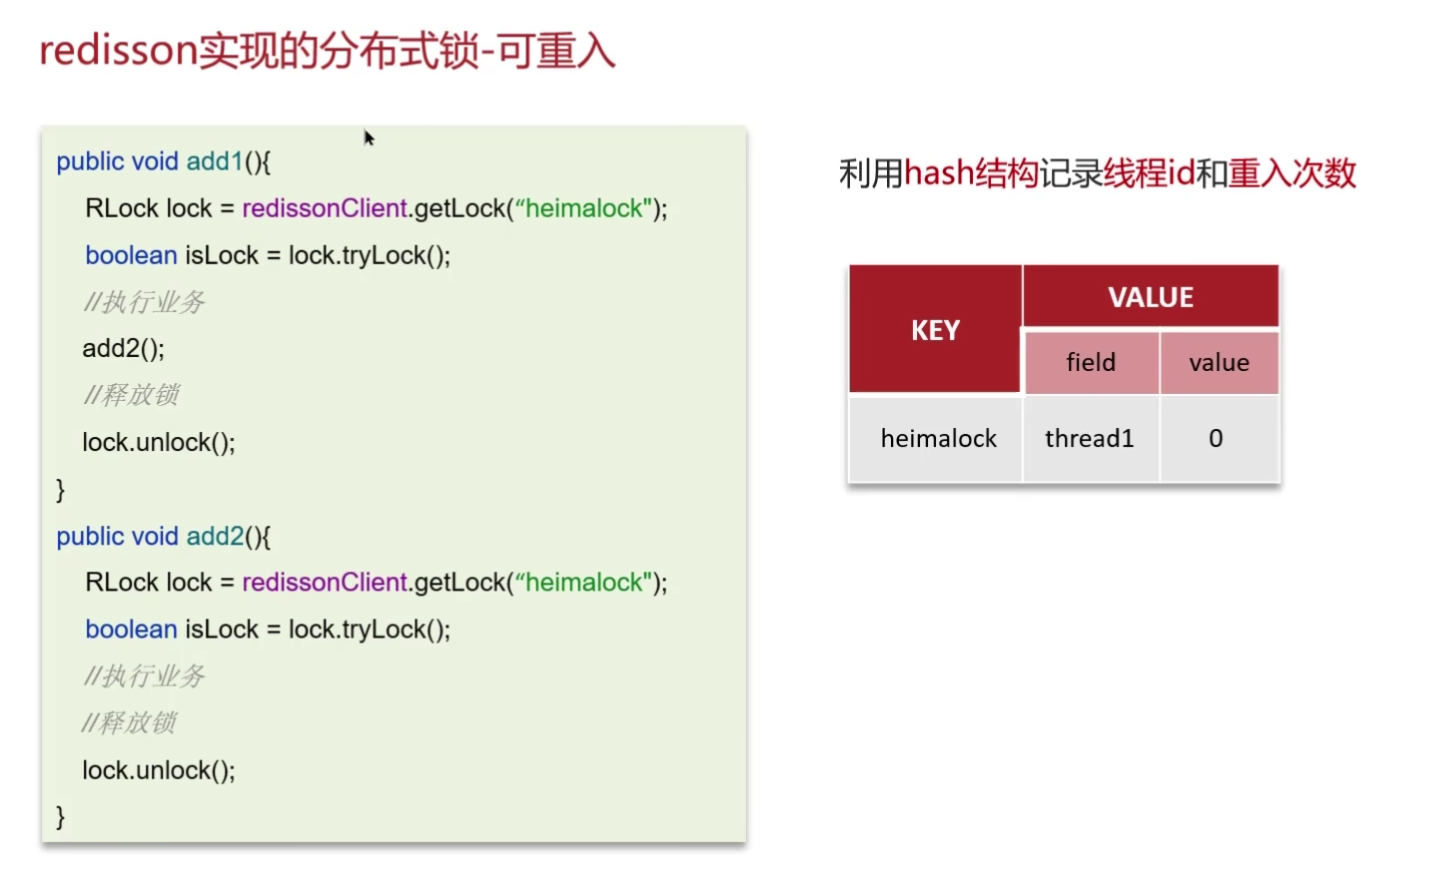 redisson实现的分布式锁-可重入
public void add1(){
RLock lock = redissonClient.getLock(“heimalock");
boolean isLock = lock.tryLock();
//执行业务
add2();
//释放锁
lock.unlock();
}
public void add2(){
RLock lock = redissonClient.getLock(“heimalock");
boolean isLock = lock.tryLock();
//执行业务
//释放锁
lock.unlock();
}
利用hash结构记录线程id和重入次数
KEY VALUE
field value
heimalock thread1 0